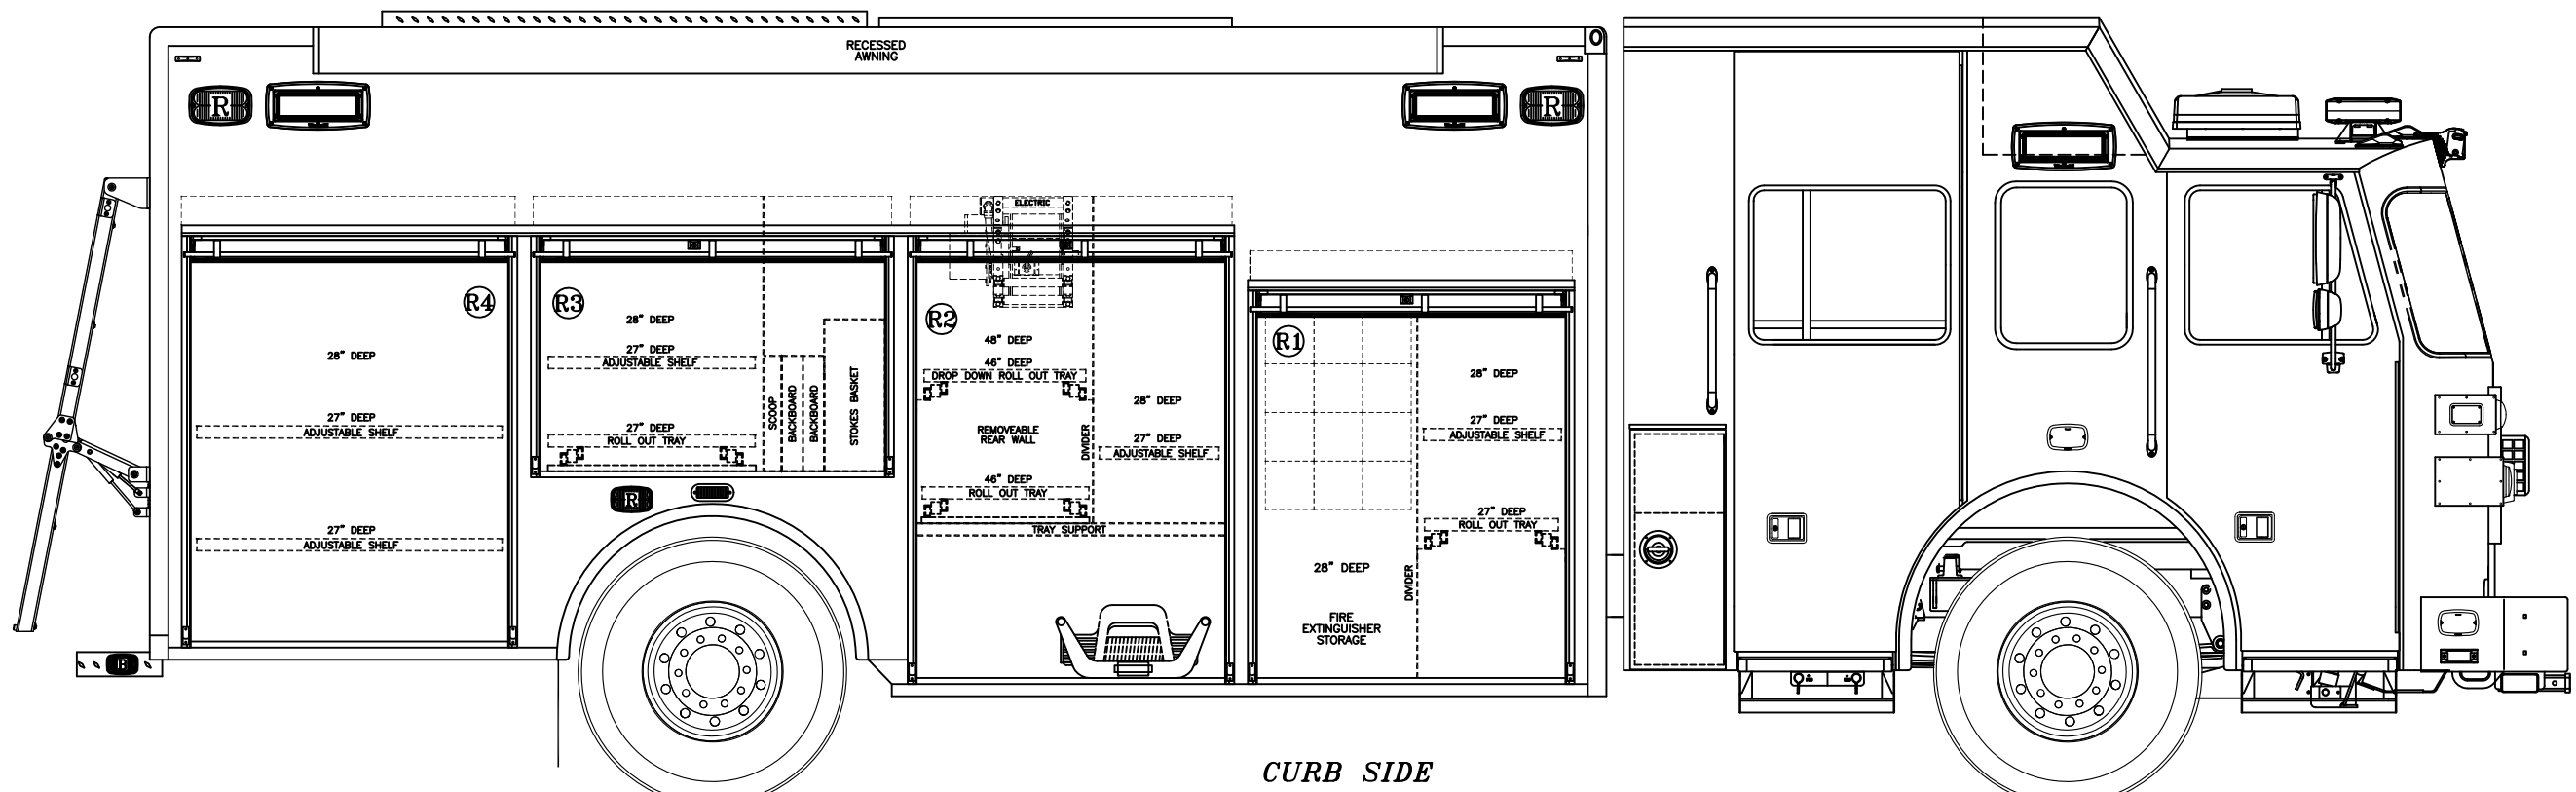 RECESSED
AWNING
R
R
R4
28" DEEP
27" DEEP
ADJUSTABLE SHELF
27" DEEP
ADJUSTABLE SHELF
R
R3
28" DEEP
27" DEEP
ADJUSTABLE SHELF
27" DEEP
ROLL OUT TRAY
SCOOP
BACKBOARD
BACKBOARD
STOKES BASKET
R
ELECTRIC
R2
48" DEEP
46" DEEP
DROP DOWN ROLL OUT TRAY
REMOVEABLE
REAR WALL
46" DEEP
ROLL OUT TRAY
DIVIDER
28" DEEP
27" DEEP
ADJUSTABLE SHELF
TRAY SUPPORT
R1
28" DEEP
FIRE
EXTINGUISHER
STORAGE
DIVIDER
28" DEEP
27" DEEP
ADJUSTABLE SHELF
27" DEEP
ROLL OUT TRAY
CURB SIDE